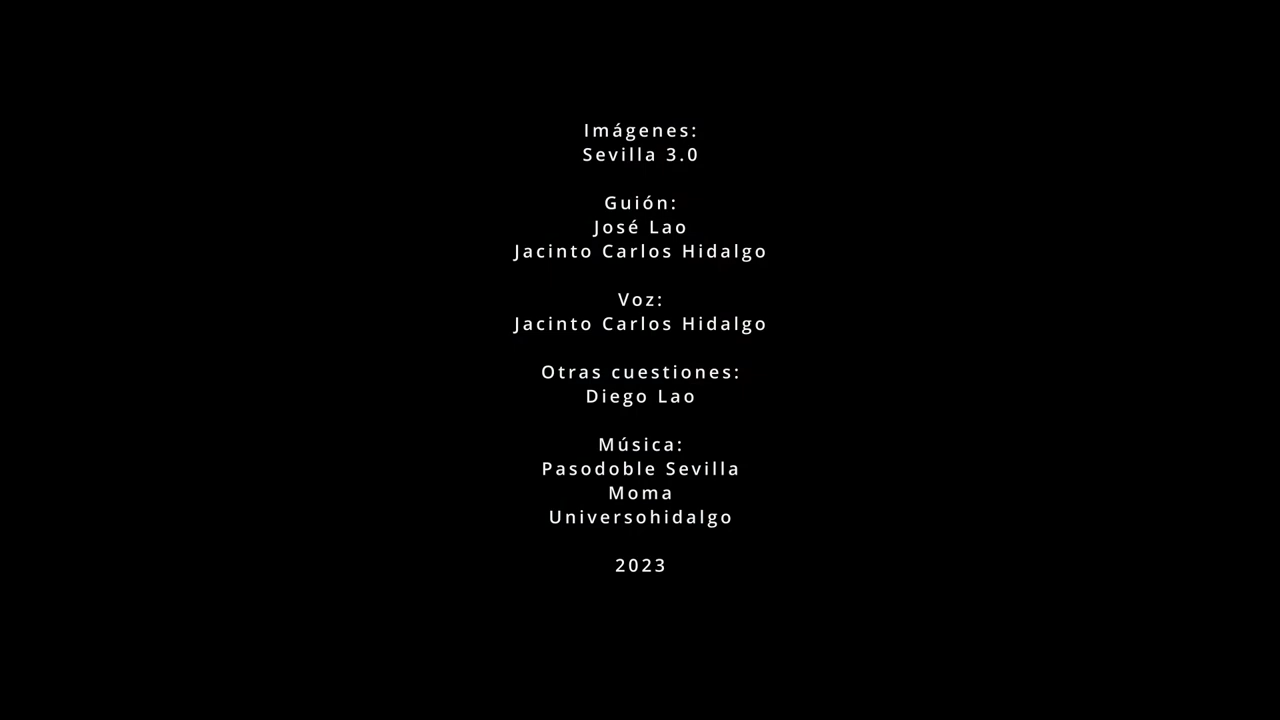 Imágenes:
Sevilla 3.0
Guión:
José Lao
Jacinto Carlos Hidalgo
Voz:
Jacinto Carlos Hidalgo
Otras cuestiones:
Diego Lao
Música:
Pasodoble Sevilla
Moma
Universohidalgo
2023